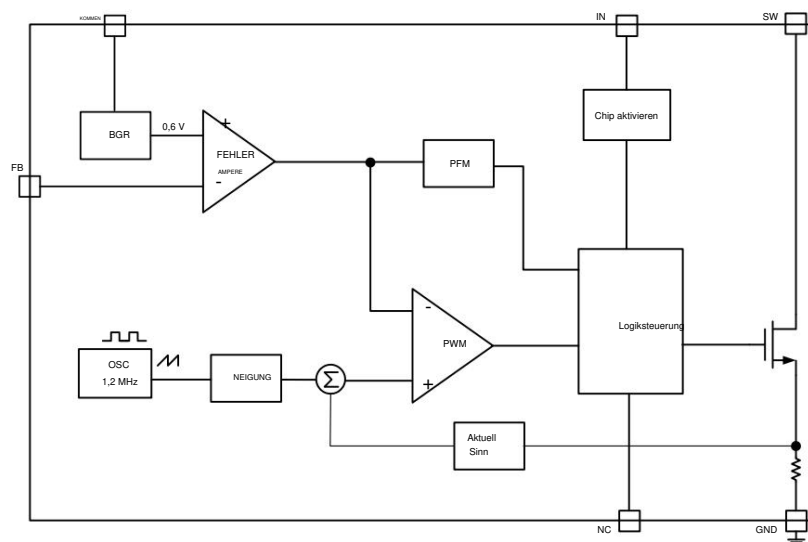 KOMMEN
IN
SW
BGR
0,6 V
+
FEHLER
AMPERE
-
Chip aktivieren
FB
PFM
-
PWM
+
Logiksteuerung
OSC
1,2 MHz
NEIGUNG
Σ
Aktuell
Sinn
NC
GND